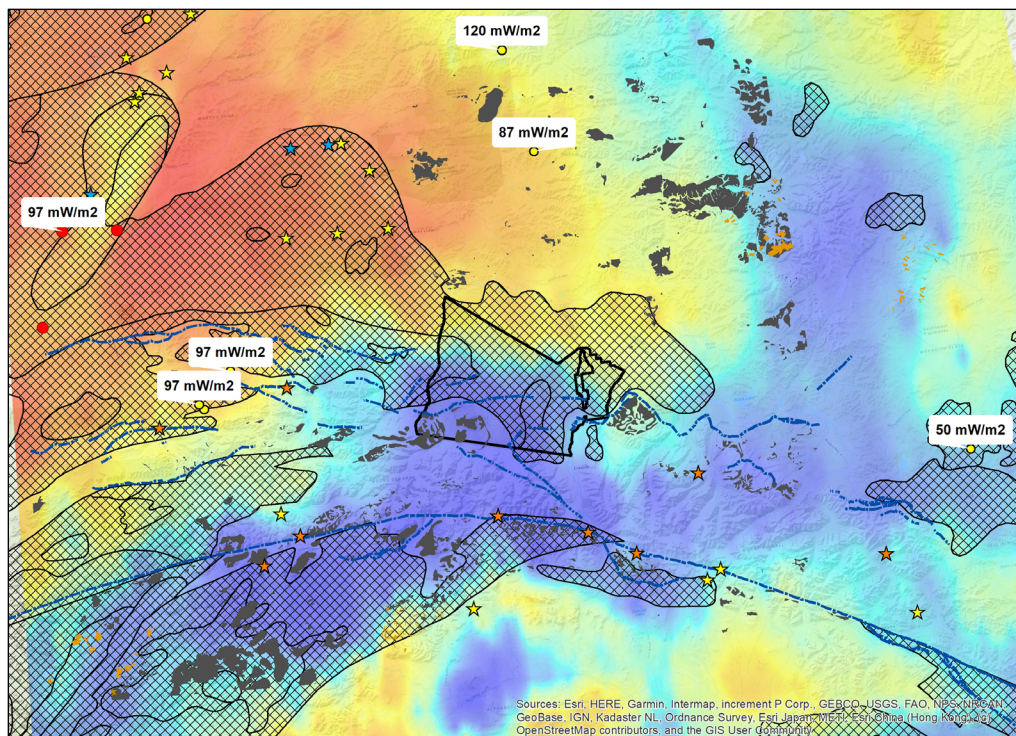 120 mW/m2
87 mW/m2
97 mW/m2
97 mW/m2
97 mW/m2
50 mW/m2
Sources: Esri, HERE, Garmin, Intermap, increment P Corp., GEBCO, USGS, FAO, NPS, NRCAN,
GeoBase, IGN, Kadaster NL, Ordnance Survey, Esri Japan, METI, Esri China (Hong Kong), (c)
OpenStreetMap contributors, and the GIS User Community